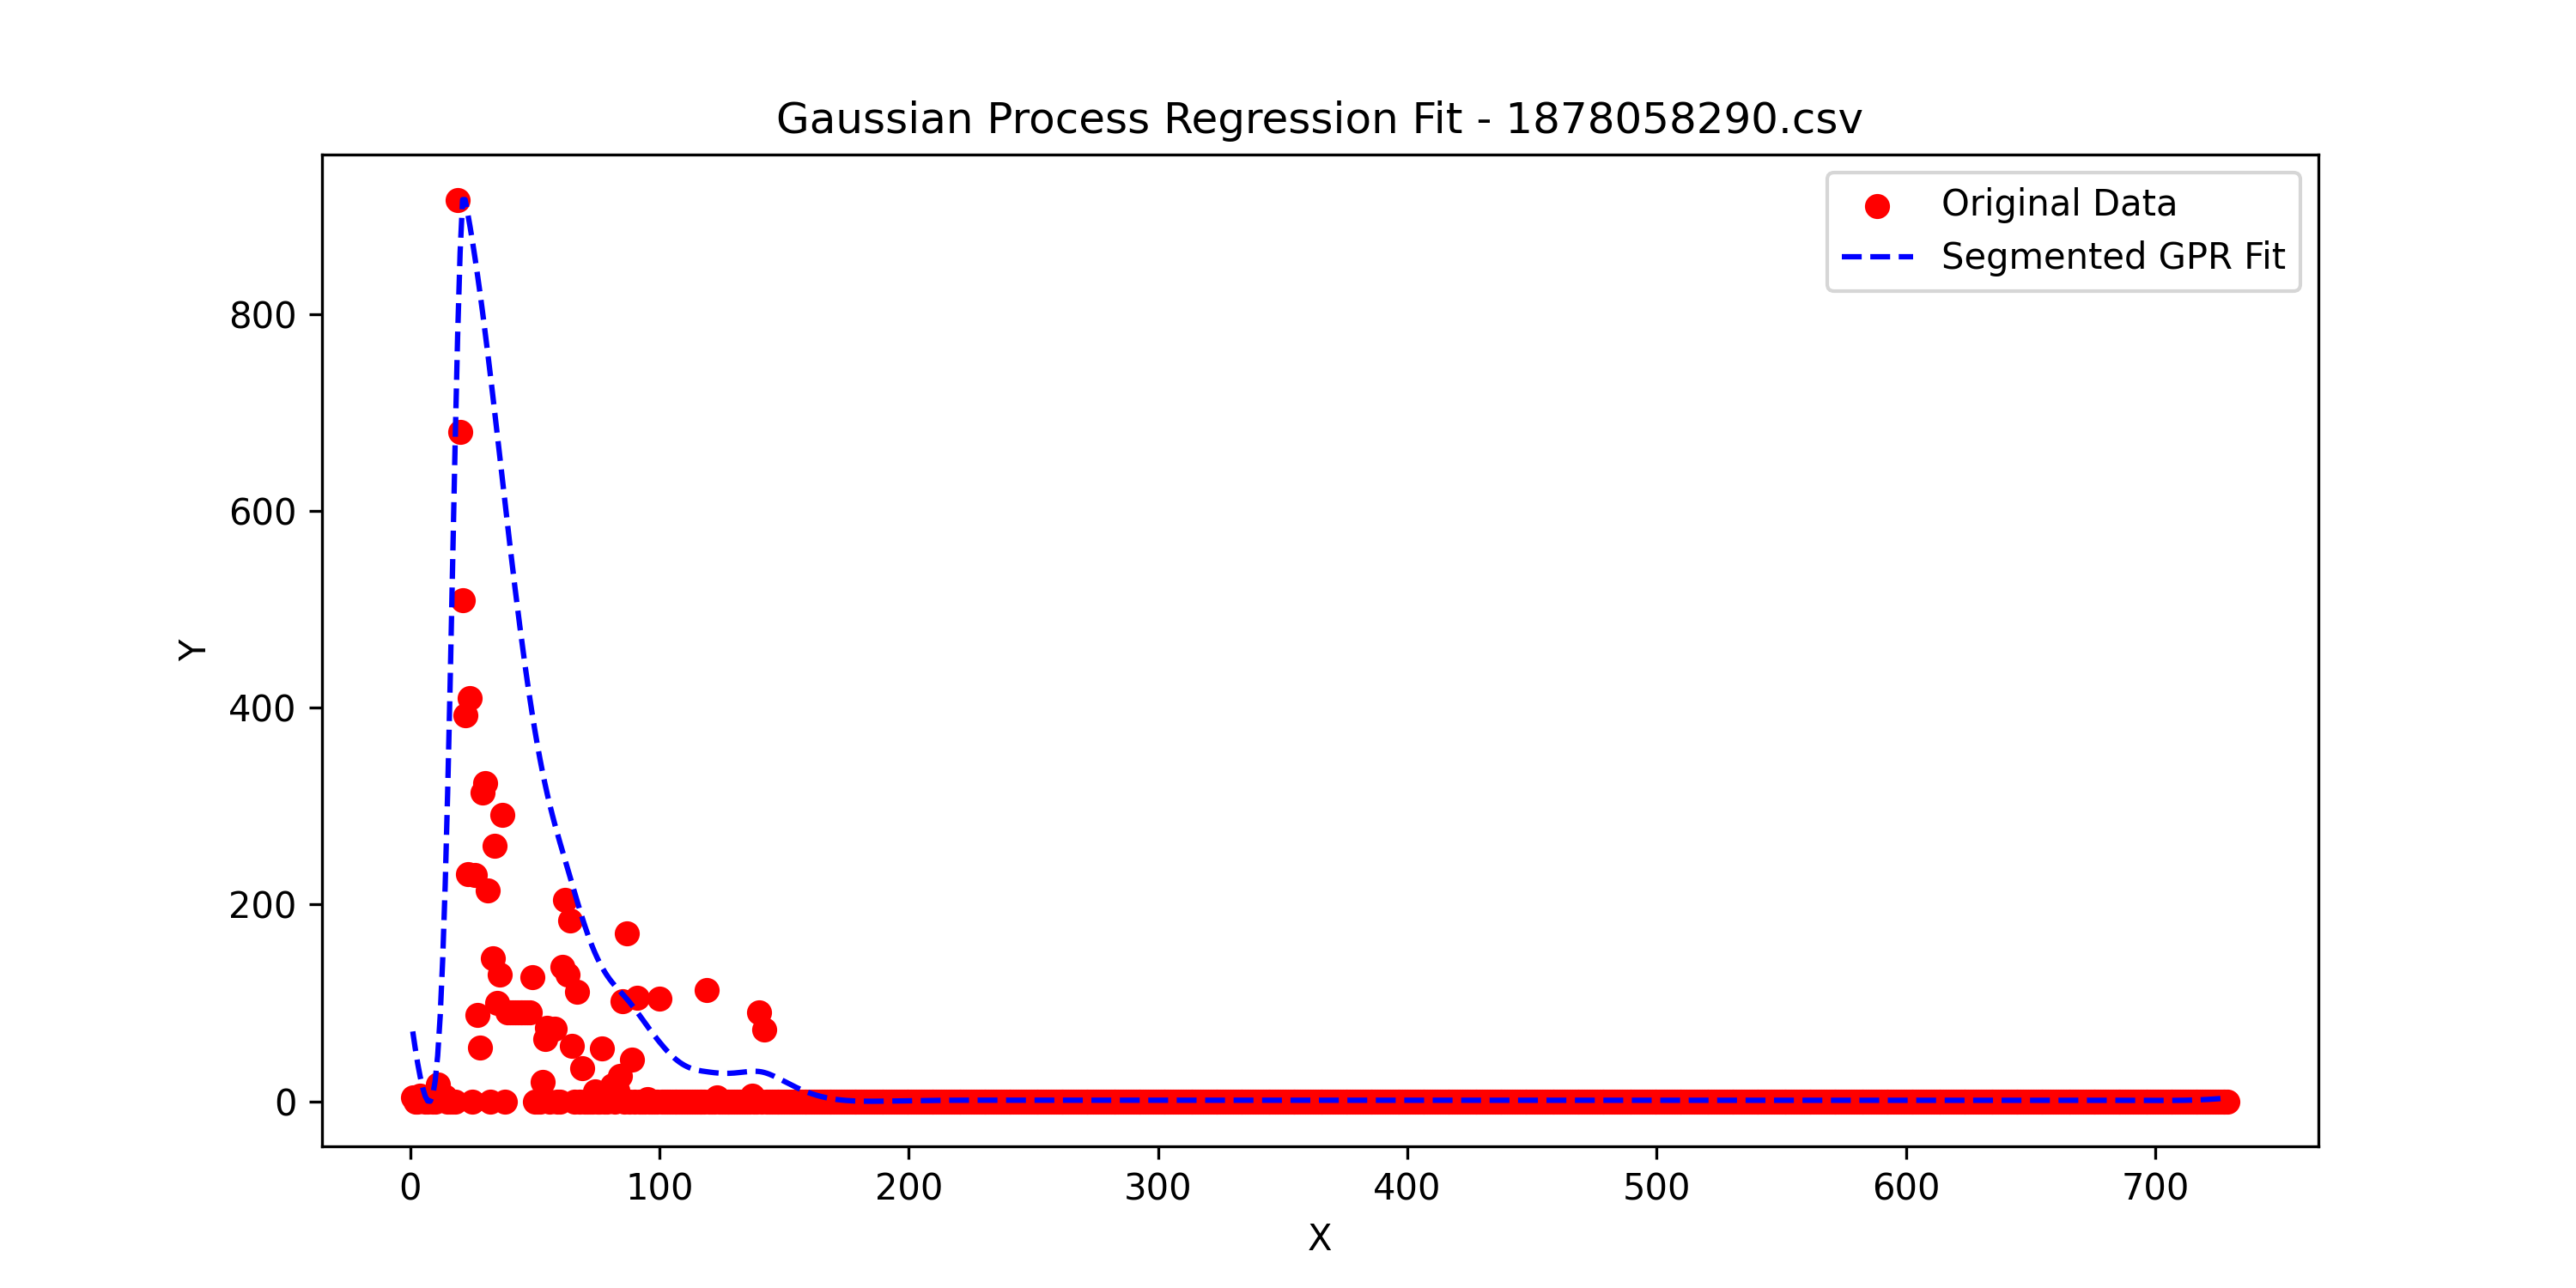 Gaussian Process Regression Fit - 1878058290.csv
Original Data
Segmented GPR Fit
800
600
400
200
0
Y
0 100 200 300 400 500 600 700
X